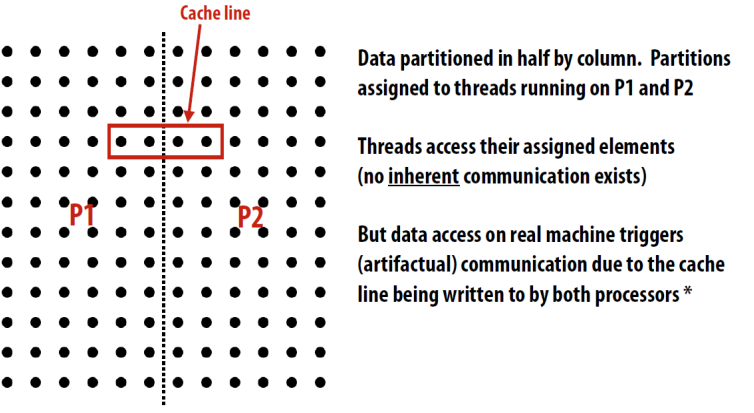 Cache line
Data partitioned in half by column. Partitions
assigned to threads running on P1 and P2
Threads access their assigned elements
(no inherent communication exists)
P1
P2
But data access on real machine triggers
(artifactual) communication due to the cache
line being written to by both processors *